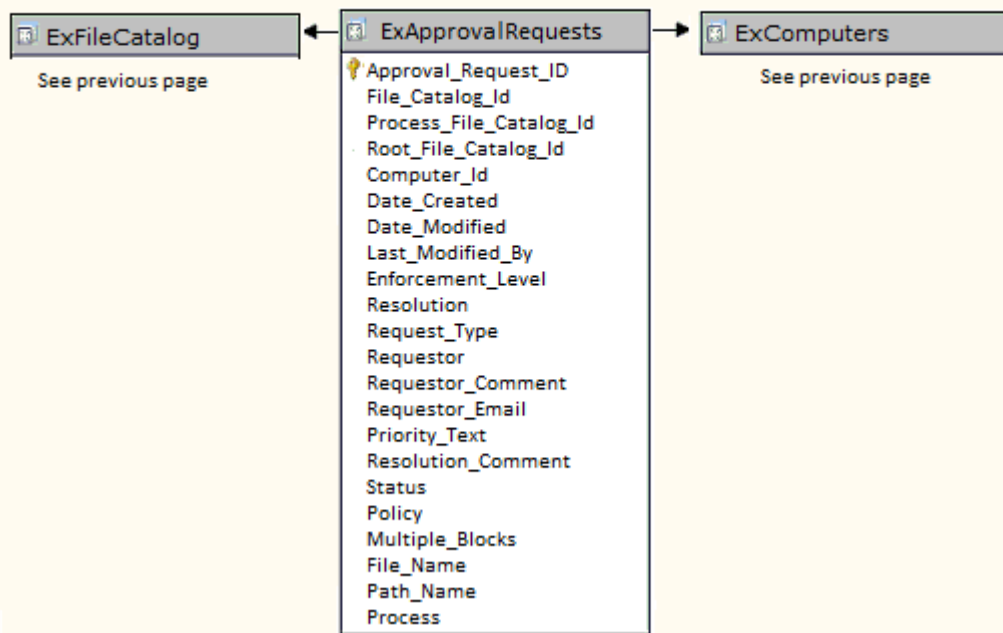 ExFileCatalog
See previous page
ExApprovalRequests
Approval_Request_ID
File_Catalog_Id
Process_File_Catalog_Id
Root_File_Catalog_Id
Computer_Id
Date_Created
Date_Modified
Last_Modified_By
Enforcement_Level
Resolution
Request_Type
Requestor
Requestor_Comment
Requestor_Email
Priority_Text
Resolution_Comment
Status
Policy
Multiple_Blocks
File_Name
Path_Name
Process
ExComputers
See previous page